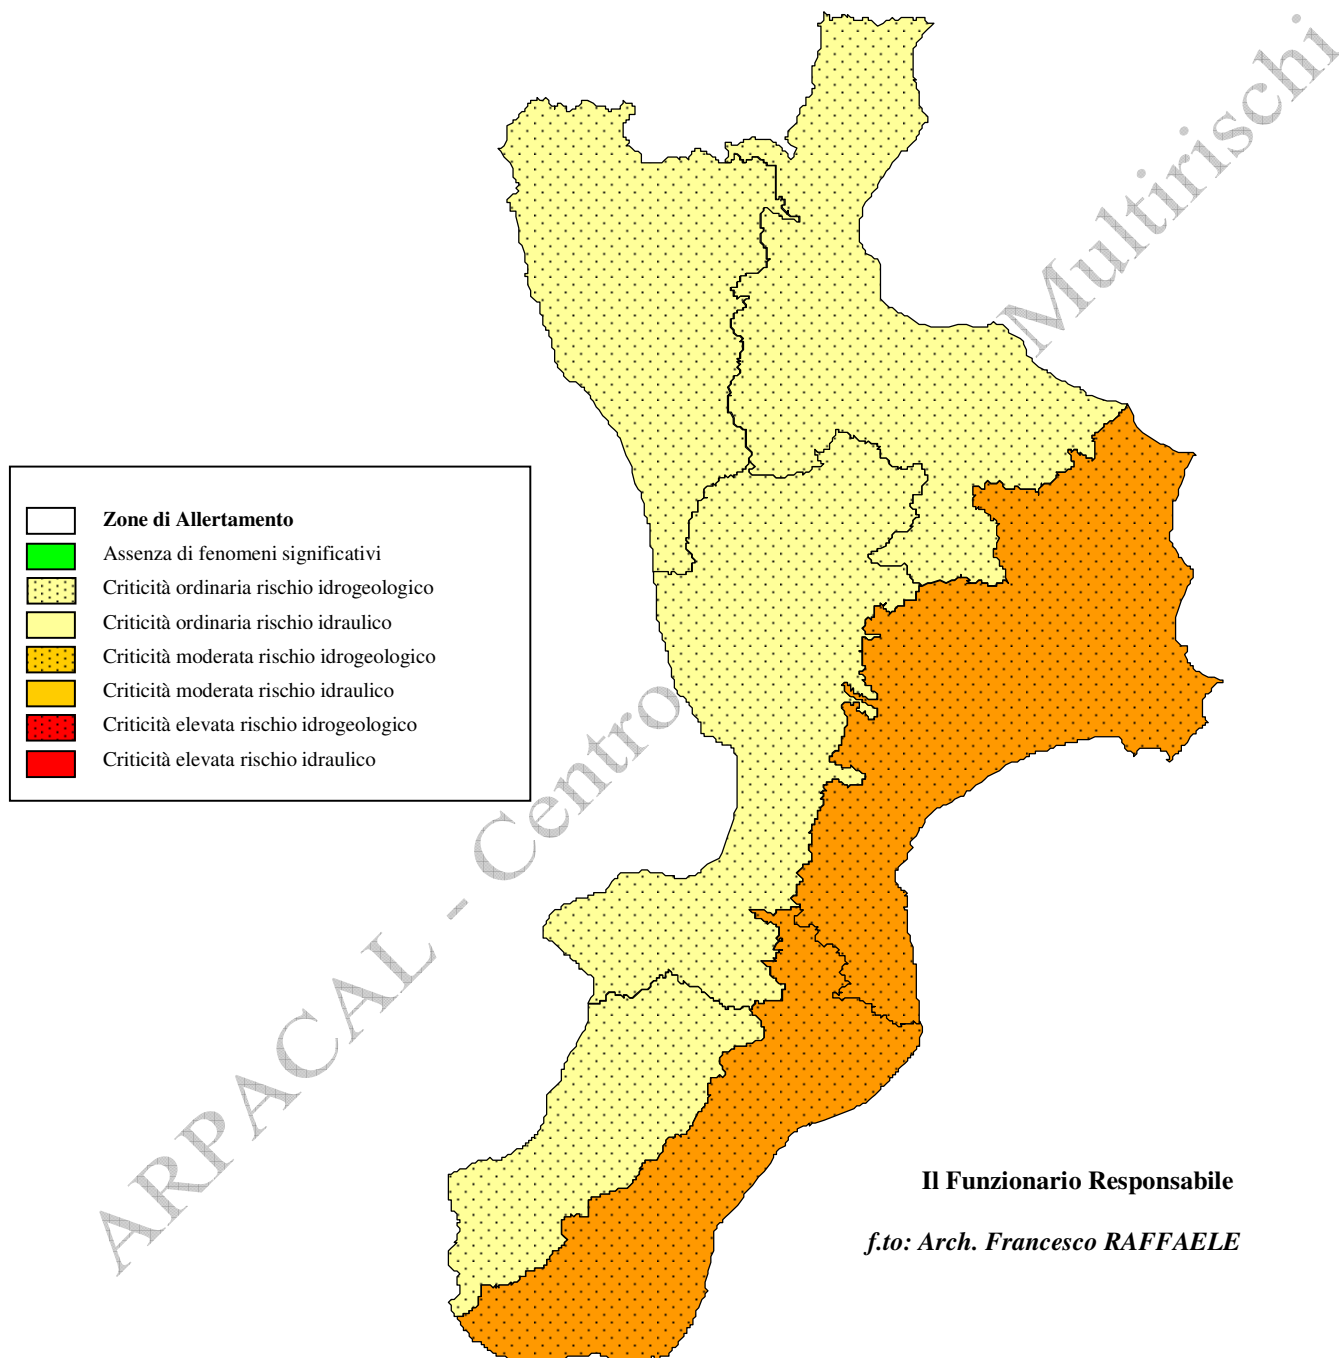 ARPACAL - Centro Multirischi
Zone di Allertamento
Assenza di fenomeni significativi
Criticità ordinaria rischio idrogeologico
Criticità ordinaria rischio idraulico
Criticità moderata rischio idrogeologico
Criticità moderata rischio idraulico
Criticità elevata rischio idrogeologico
Criticità elevata rischio idraulico
Il Funzionario Responsabile
f.to: Arch. Francesco RAFFAELE